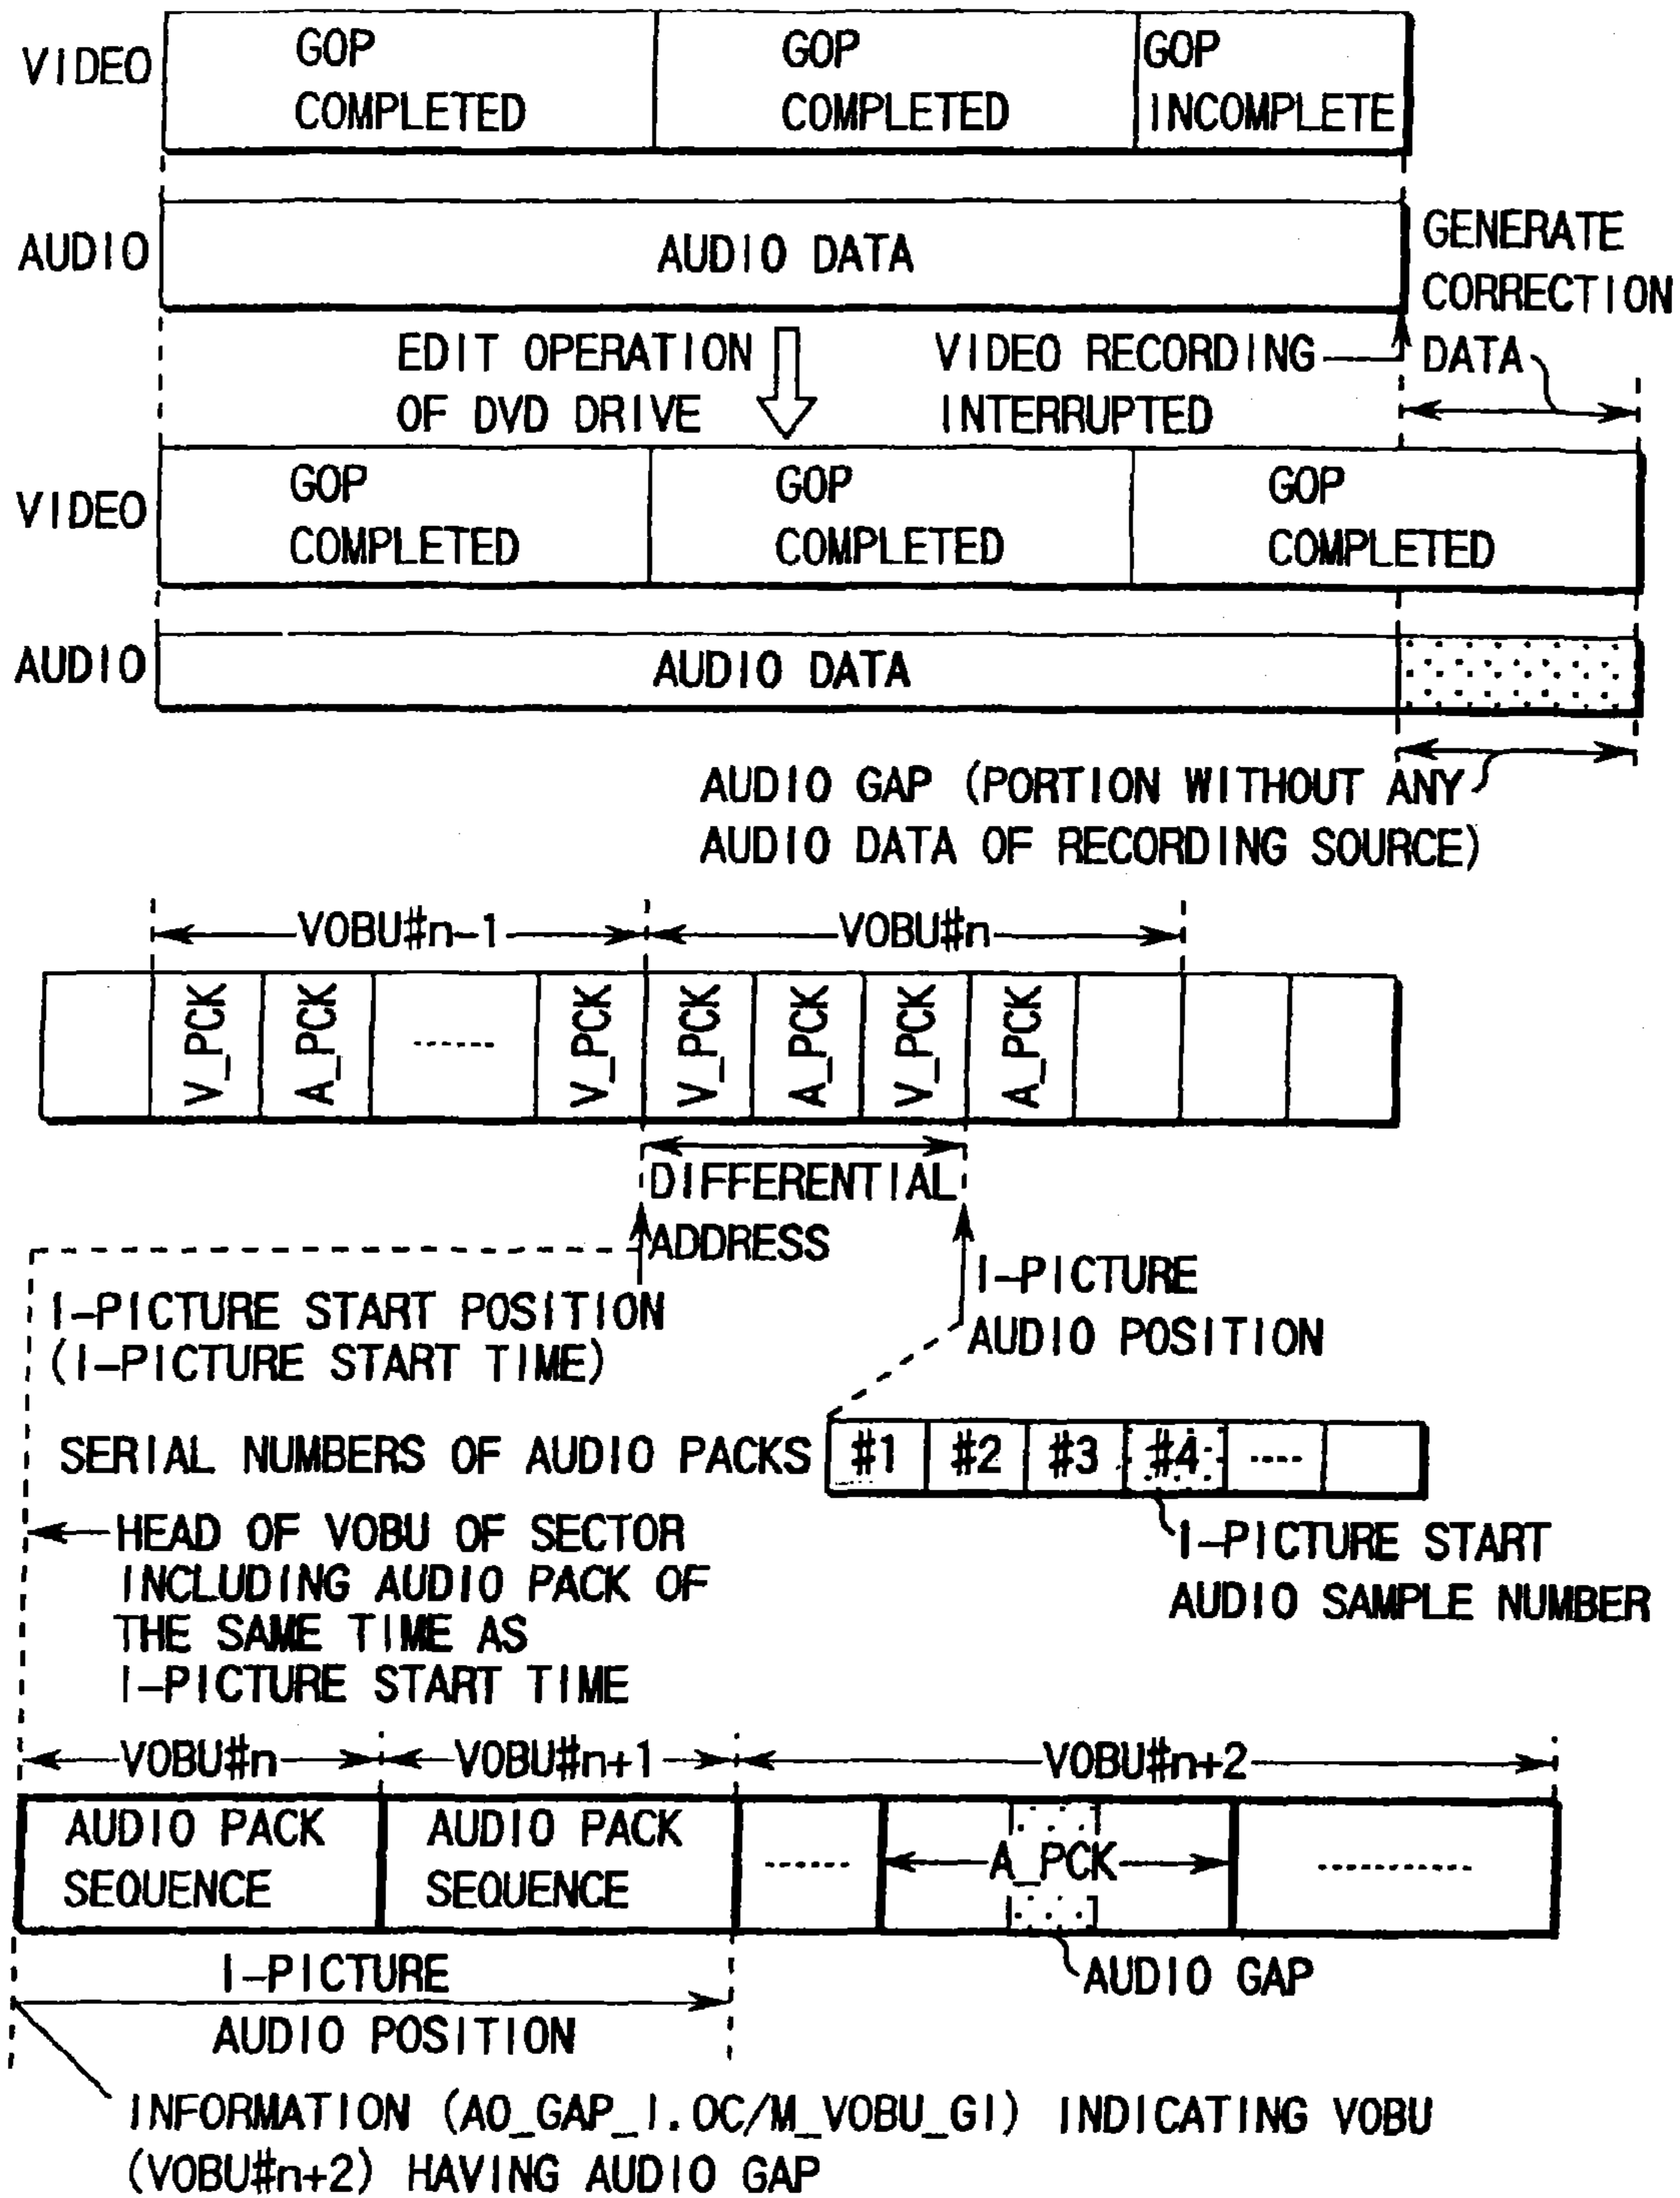 VIDEO
GOP
COMPLETED
GOP
COMPLETED
GOP
INCOMPLETE
AUDIO
AUDIO DATA
GENERATE
CORRECTION
DATA
EDIT OPERATION
OF DVD DRIVE
VIDEO RECORDING
INTERRUPTED
VIDEO
GOP
COMPLETED
GOP
COMPLETED
GOP
COMPLETED
AUDIO
AUDIO DATA
AUDIO GAP (PORTION WITHOUT ANY
AUDIO DATA OF RECORDING SOURCE)
VOBU#n-1
VOBU#n
V_PCK
A_PCK
V_PCK
V_PCK
A_PCK
V_PCK
A_PCK
DIFFERENTIAL
ADDRESS
I-PICTURE START POSITION
(I-PICTURE START TIME)
I-PICTURE
AUDIO POSITION
SERIAL NUMBERS OF AUDIO PACKS
#1 #2 #3 #4
I-PICTURE START
AUDIO SAMPLE NUMBER
HEAD OF VOBU OF SECTOR
INCLUDING AUDIO PACK OF
THE SAME TIME AS
I-PICTURE START TIME
VOBU#n
VOBU#n+1
VOBU#n+2
AUDIO PACK
SEQUENCE
AUDIO PACK
SEQUENCE
A_PCK
AUDIO GAP
I-PICTURE
AUDIO POSITION
INFORMATION (A0_GAP_I.OC/M_VOBU_GI) INDICATING VOBU
(VOBU#n+2) HAVING AUDIO GAP